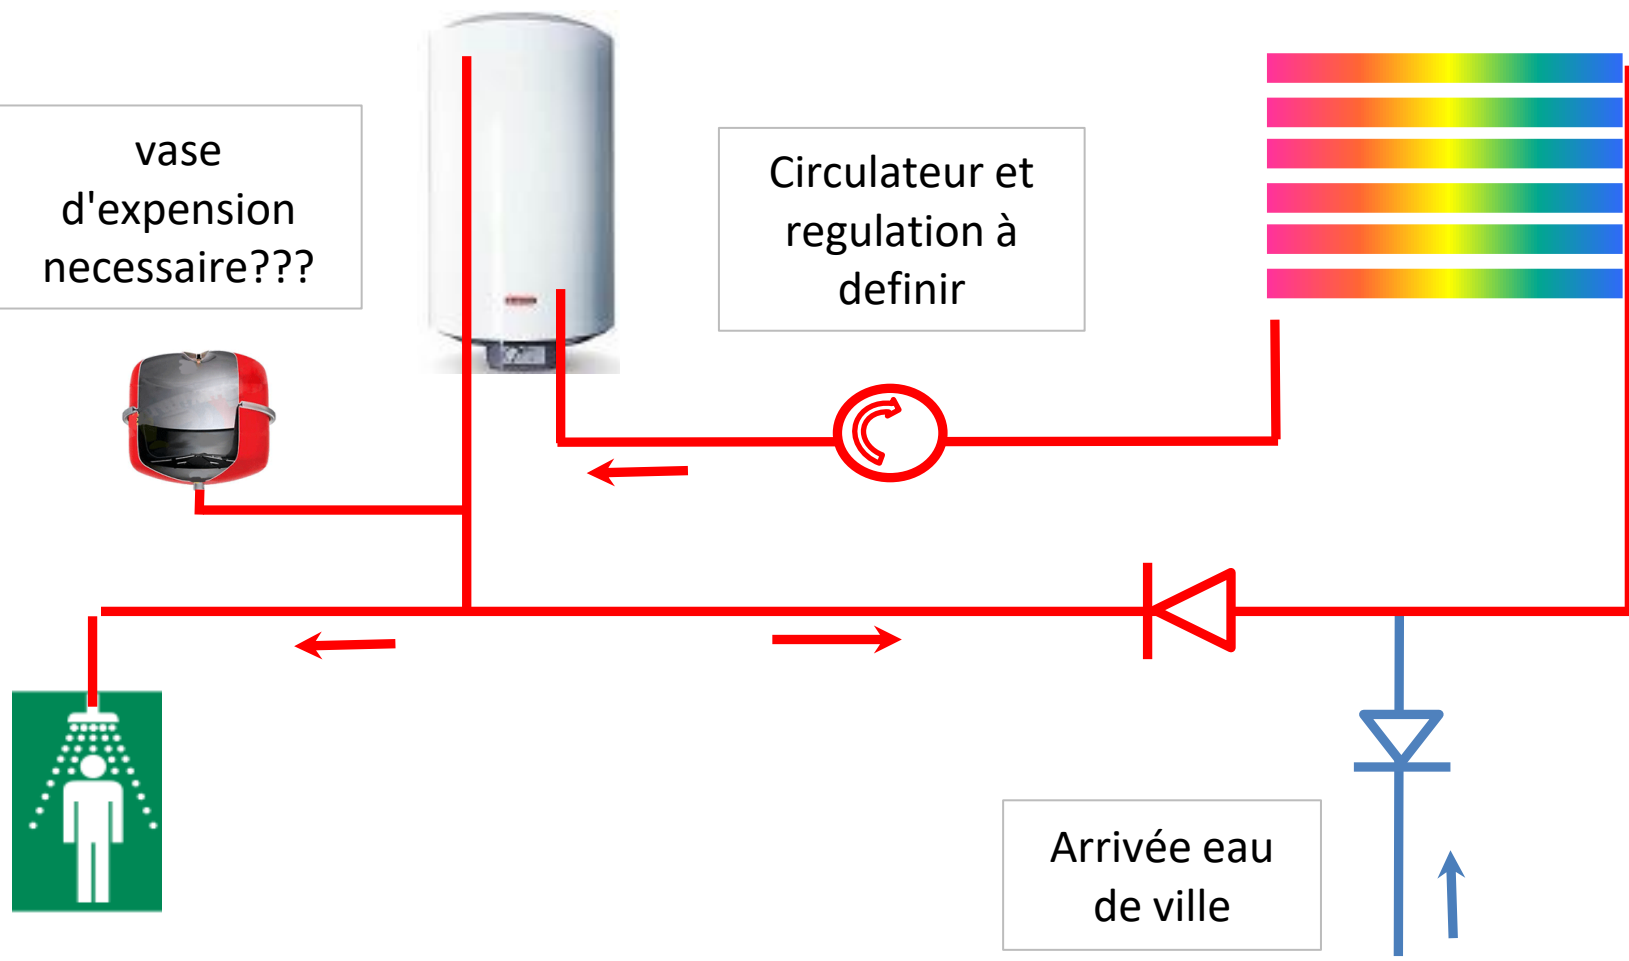 vase
d'expension
necessaire???
Circulateur et
regulation à
definir
Arrivée eau
de ville